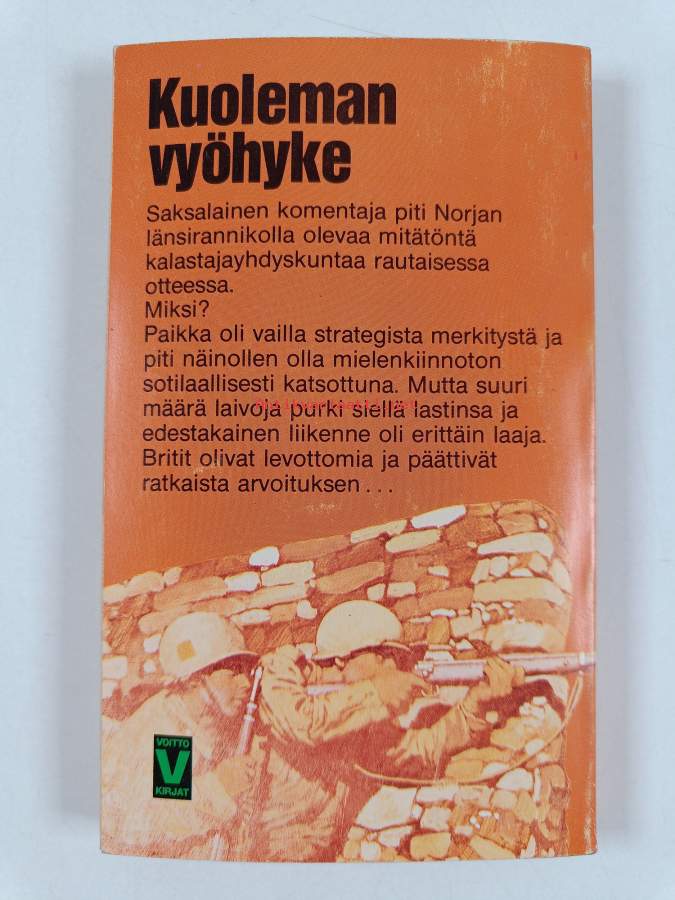 Kuoleman
vyöhyke
Saksalainen komentaja piti Norjan
länsirannikolla olevaa mitätöntä
kalastajayhdyskuntaa rautaisessa
otteessa.
Miksi?
Paikka oli vailla strategista merkitystä ja
piti näinollen olla mielenkiinnoton
sotilaallisesti katsottuna. Mutta suuri
määrä laivoja purki siellä lastinsa ja
edestakainen liikenne oli erittäin laaja.
Britit olivat levottomia ja päättivät
ratkaista arvoituksen...
VOITTO
V
KIRJAT